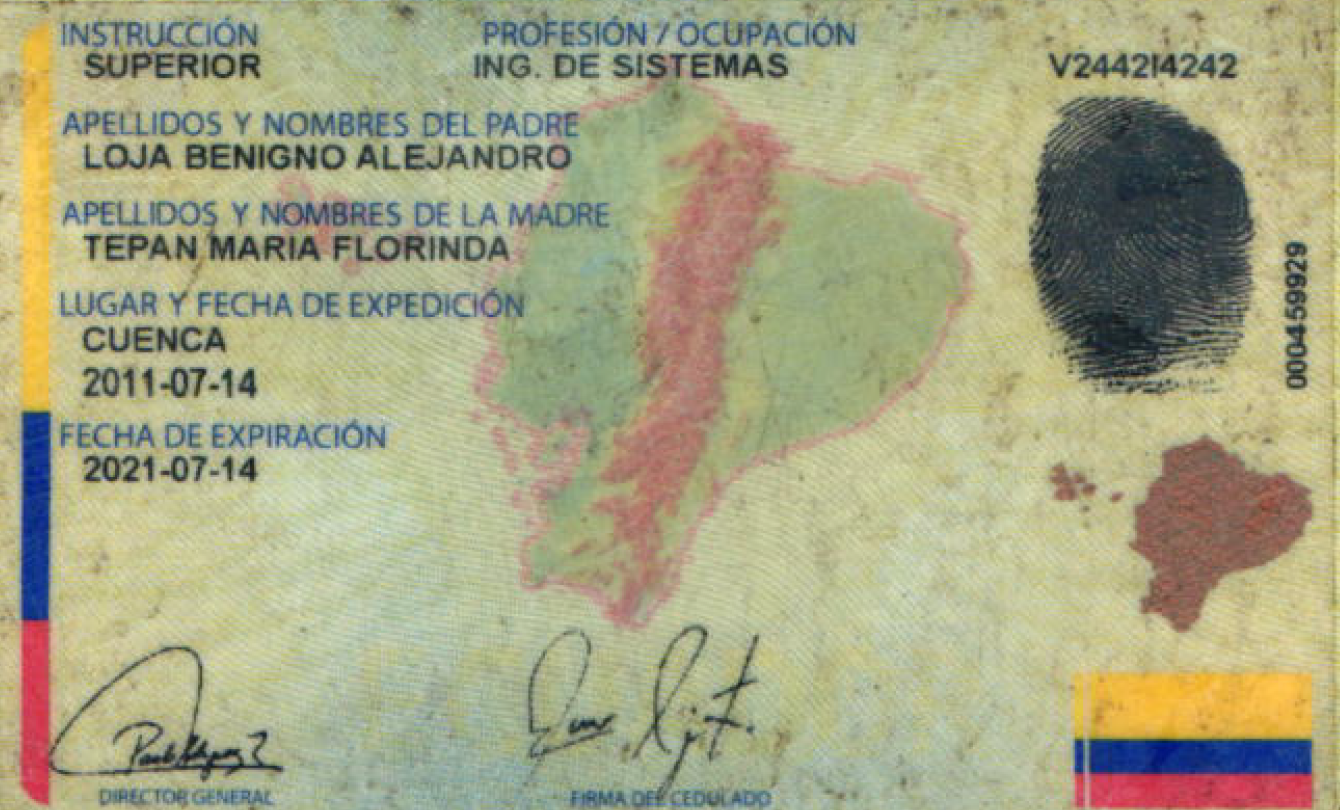 INSTRUCCIÓN
SUPERIOR
PROFESIÓN / OCUPACIÓN
ING. DE SISTEMAS
V2442I4242
APELLIDOS Y NOMBRES DEL PADRE
LOJA BENIGNO ALEJANDRO
APELLIDOS Y NOMBRES DE LA MADRE
TEPAN MARIA FLORINDA
LUGAR Y FECHA DE EXPEDICIÓN
CUENCA
2011-07-14
FECHA DE EXPIRACIÓN
2021-07-14
000459929
DIRECTOR GENERAL
FIRMA DEL CEDULADO